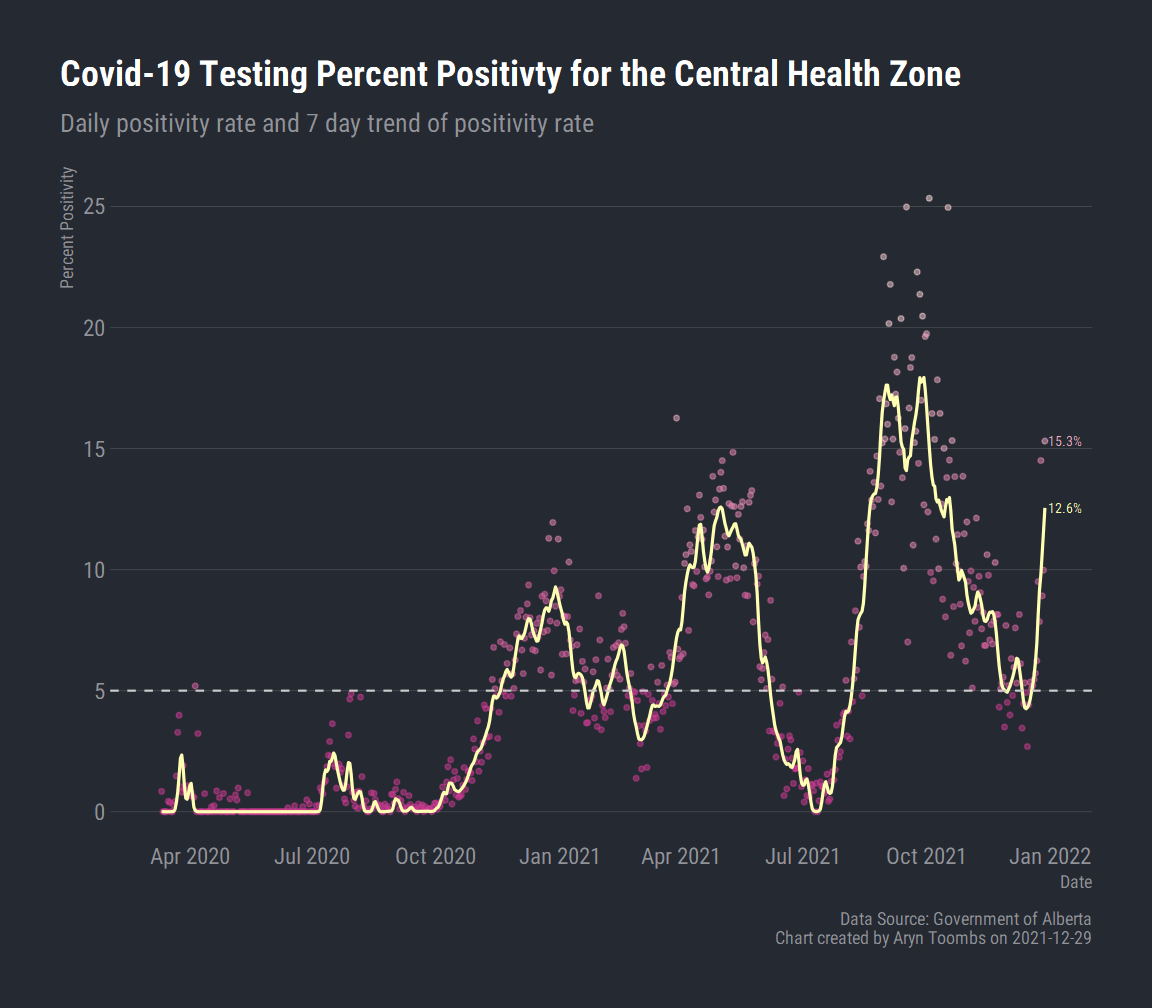 Covid-19 Testing Percent Positivty for the Central Health Zone
Daily positivity rate and 7 day trend of positivity rate
Percent Positivity
25
20
15
10
5
0
15.3%
12.6%
Apr 2020 Jul 2020 Oct 2020 Jan 2021 Apr 2021 Jul 2021 Oct 2021 Jan 2022
Date
Data Source: Government of Alberta
Chart created by Aryn Toombs on 2021-12-29